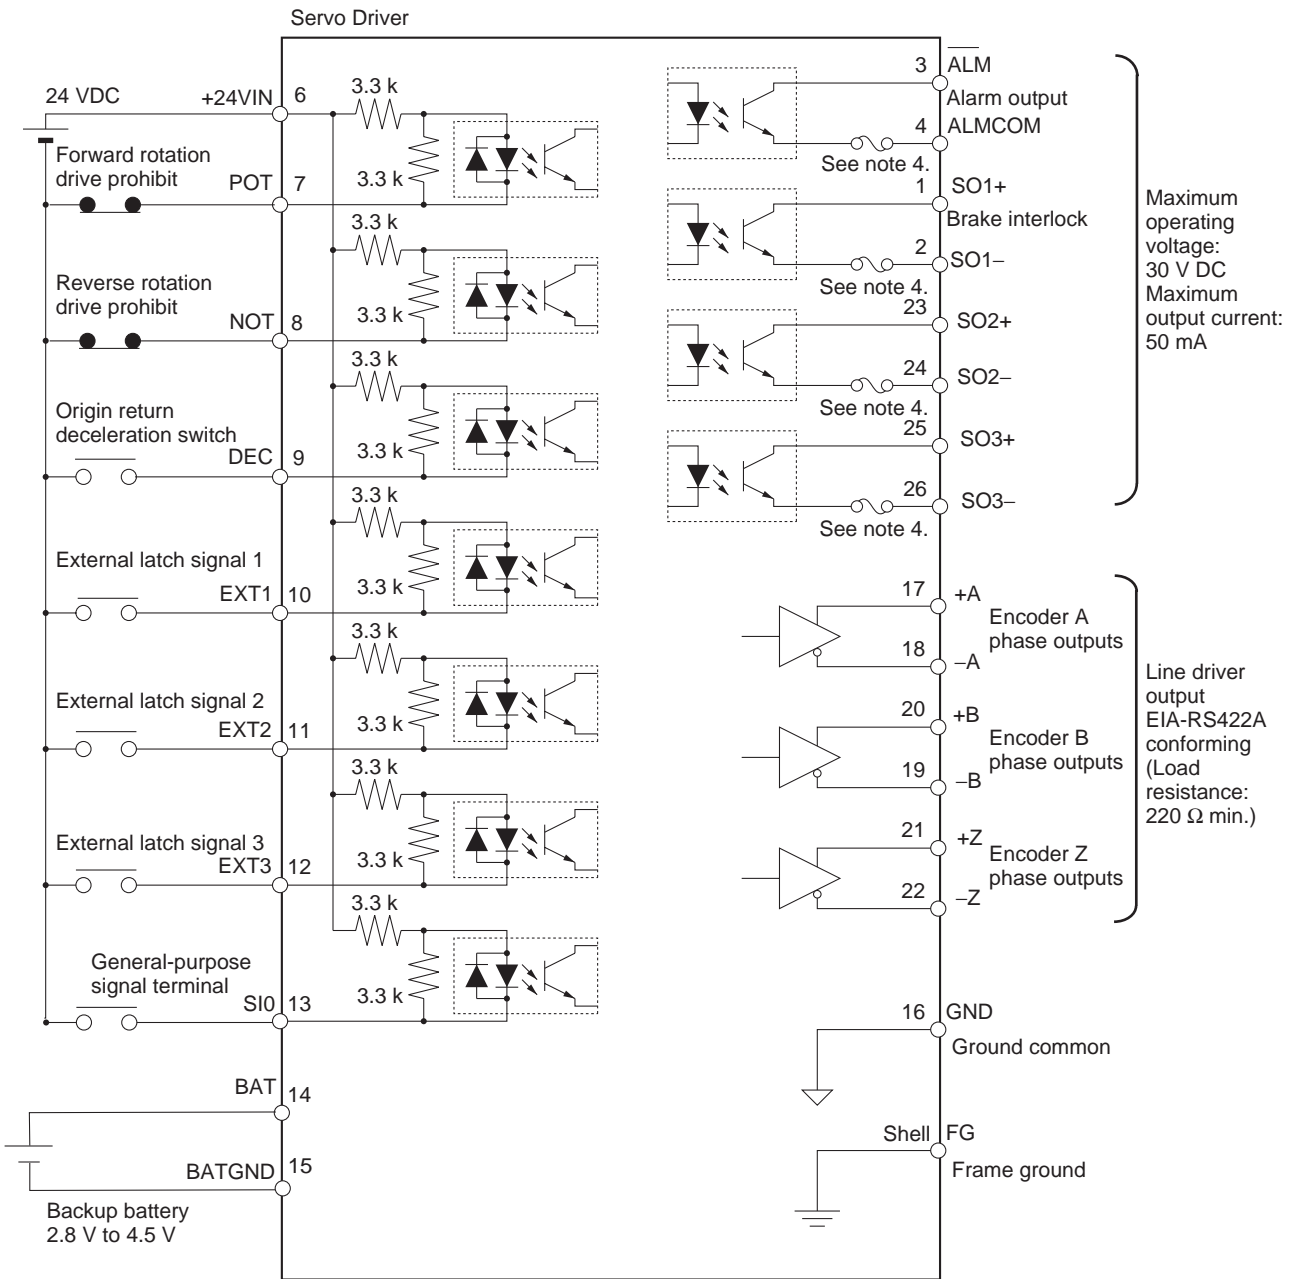 Servo Driver
24 VDC
+24VIN
6
3.3 k
3.3 k
Forward rotation
drive prohibit
POT
7
3.3 k
3.3 k
Reverse rotation
drive prohibit
NOT
8
3.3 k
3.3 k
Origin return
deceleration switch
DEC
9
3.3 k
3.3 k
External latch signal 1
EXT1
10
3.3 k
3.3 k
External latch signal 2
EXT2
11
3.3 k
3.3 k
External latch signal 3
EXT3
12
3.3 k
3.3 k
General-purpose
signal terminal
SI0
13
BAT
14
BATGND
15
Backup battery
2.8 V to 4.5 V
3
ALM
Alarm output
4
ALMCOM
See note 4.
1
SO1+
Brake interlock
2
SO1−
See note 4.
23
SO2+
24
SO2−
See note 4.
25
SO3+
26
SO3−
See note 4.
Maximum
operating
voltage:
30 V DC
Maximum
output current:
50 mA
17
+A
Encoder A
phase outputs
18
−A
20
+B
Encoder B
phase outputs
19
−B
21
+Z
Encoder Z
phase outputs
22
−Z
Line driver
output
EIA-RS422A
conforming
(Load
resistance:
220 Ω min.)
16
GND
Ground common
Shell
FG
Frame ground